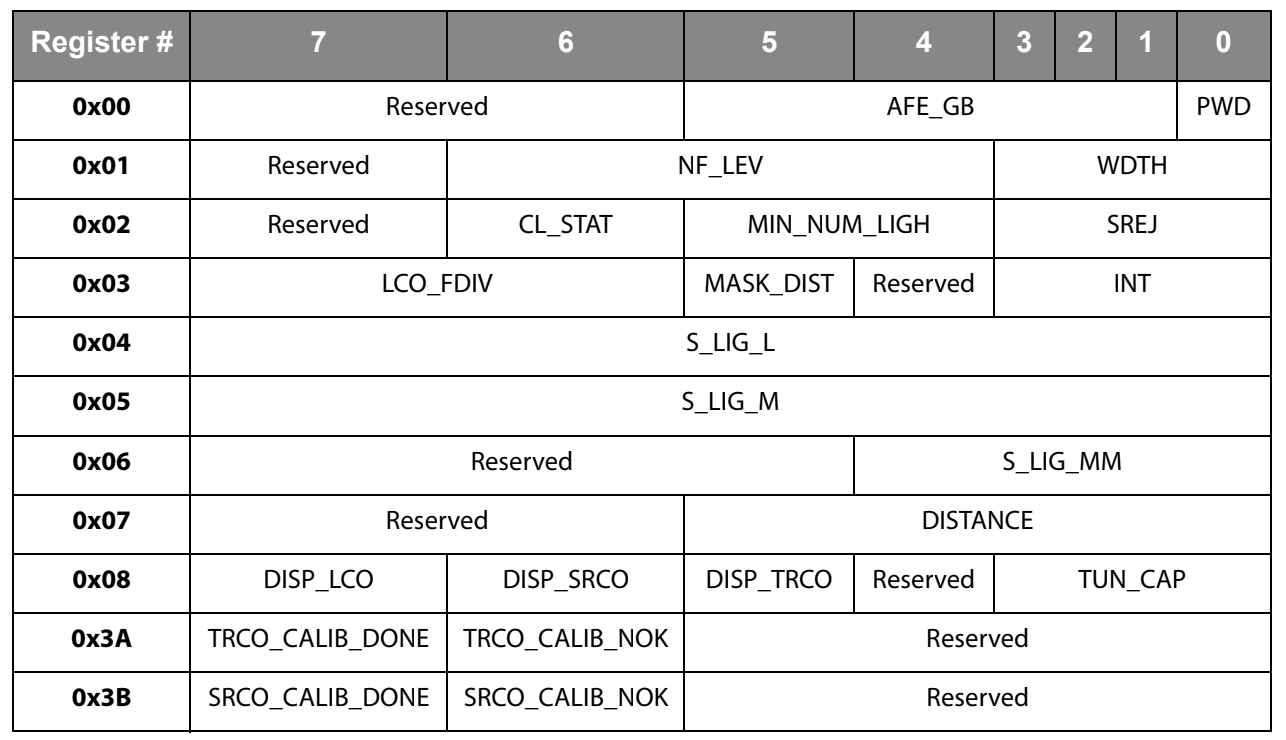 Register # 7 6 5 4 3 2 1 0
0x00 Reserved AFE_GB PWD
0x01 Reserved NF_LEV WDTH
0x02 Reserved CL_STAT MIN_NUM_LIGH SREJ
0x03 LCO_FDIV MASK_DIST Reserved INT
0x04 S_LIG_L
0x05 S_LIG_M
0x06 Reserved S_LIG_MM
0x07 Reserved DISTANCE
0x08 DISP_LCO DISP_SRCO DISP_TRCO Reserved TUN_CAP
0x3A TRCO_CALIB_DONE TRCO_CALIB_NOK Reserved
0x3B SRCO_CALIB_DONE SRCO_CALIB_NOK Reserved